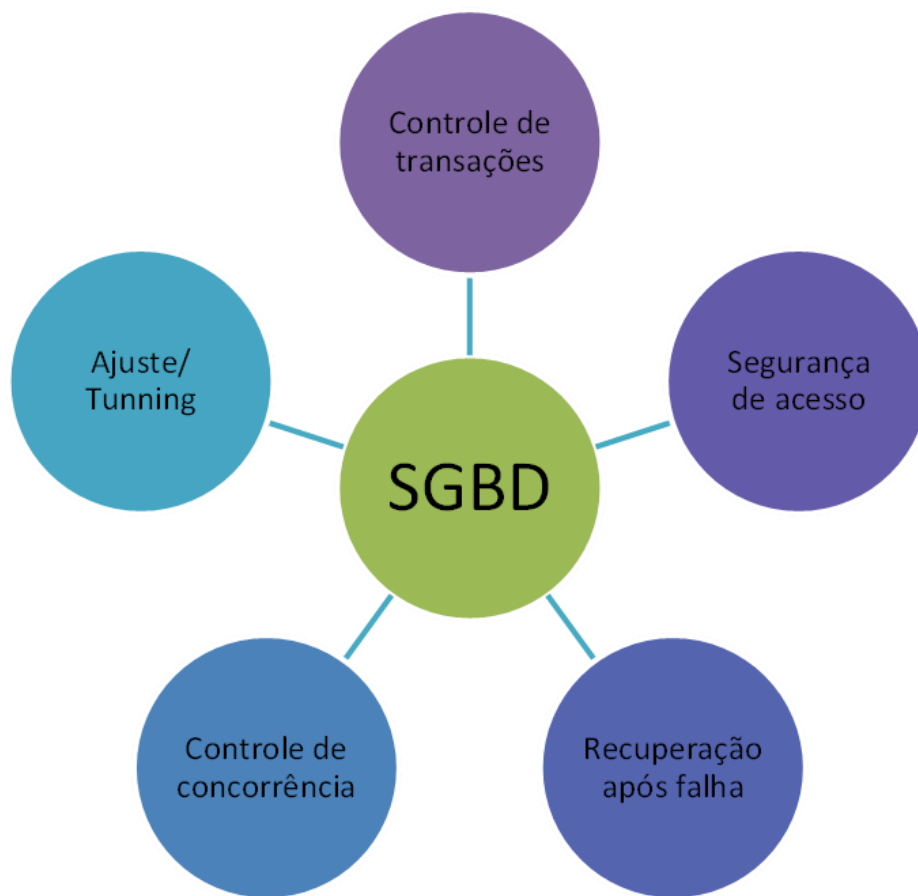 Controle de
transações
Ajuste/
Tunning
Segurança
de acesso
SGBD
Controle de
concorrência
Recuperação
após falha